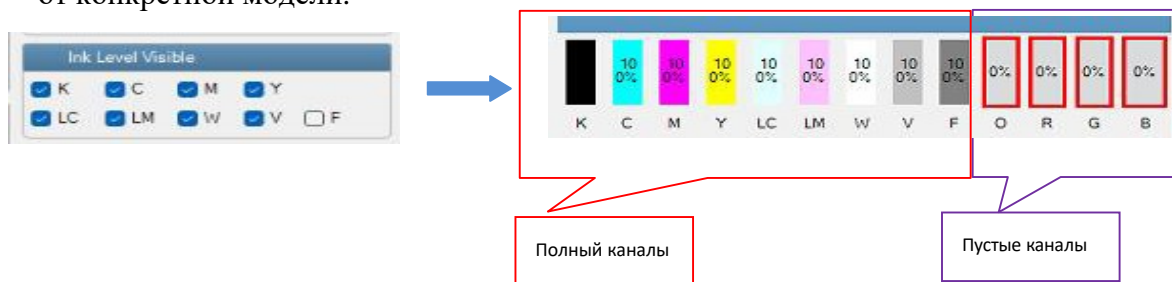 от конкретной модели.
Ink Level Visible
K C M Y
LC LM W V F
10 0% 10 0% 10 0% 10 0% 10 0% 10 0% 10 0% 10 0% 0% 0% 0% 0%
K C M Y LC LM W V F O R G B
Полный каналы
Пустые каналы